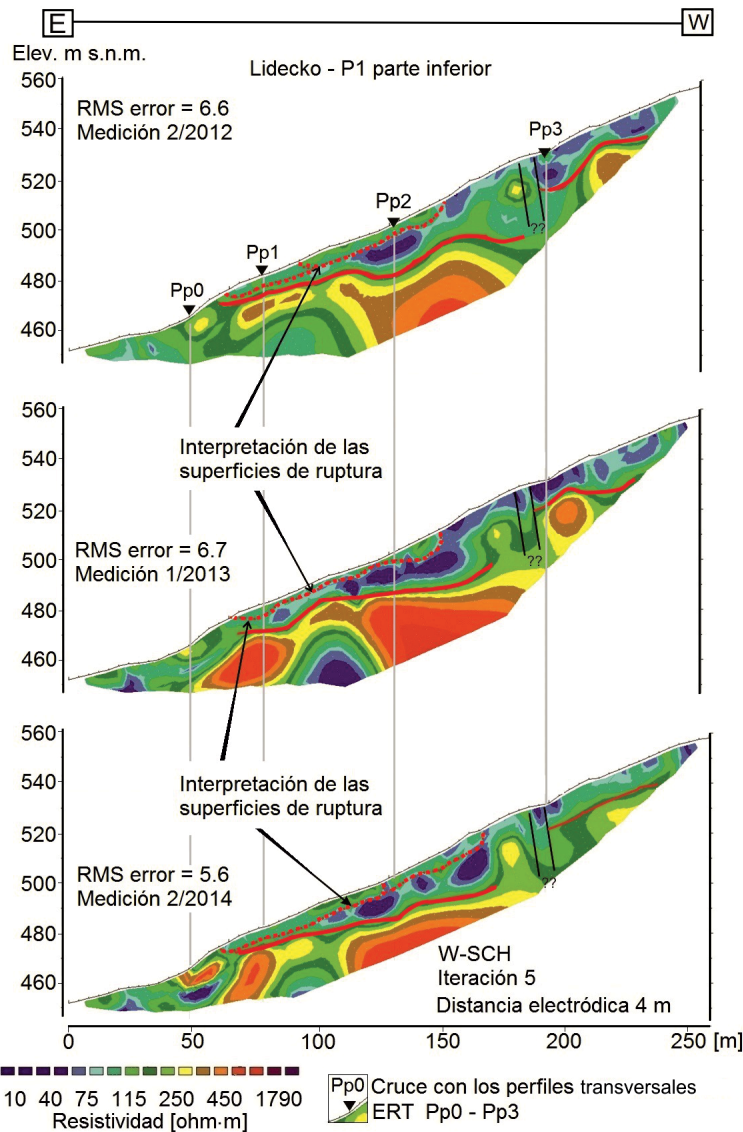 E W
Elev. m s.n.m.
Lidecko - P1 parte inferior
560
RMS error = 6.6
Medición 2/2012
540
Pp3
520
Pp2
500
Pp1
480
Pp0
460
??
560
Interpretación de las
superficies de ruptura
540
520
RMS error = 6.7
Medición 1/2013
500
??
480
460
560
Interpretación de las
superficies de ruptura
540
520
RMS error = 5.6
Medición 2/2014
500
??
480
W-SCH
Iteración 5
Distancia electródica 4 m
460
0 50 100 150 200 250 [m]
10 40 75 115 250 450 1790
Resistividad [ohm·m]
Pp0 Cruce con los perfiles transversales
ERT Pp0 - Pp3